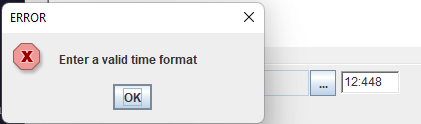 ERROR
Enter a valid time format
... 12:448
OK